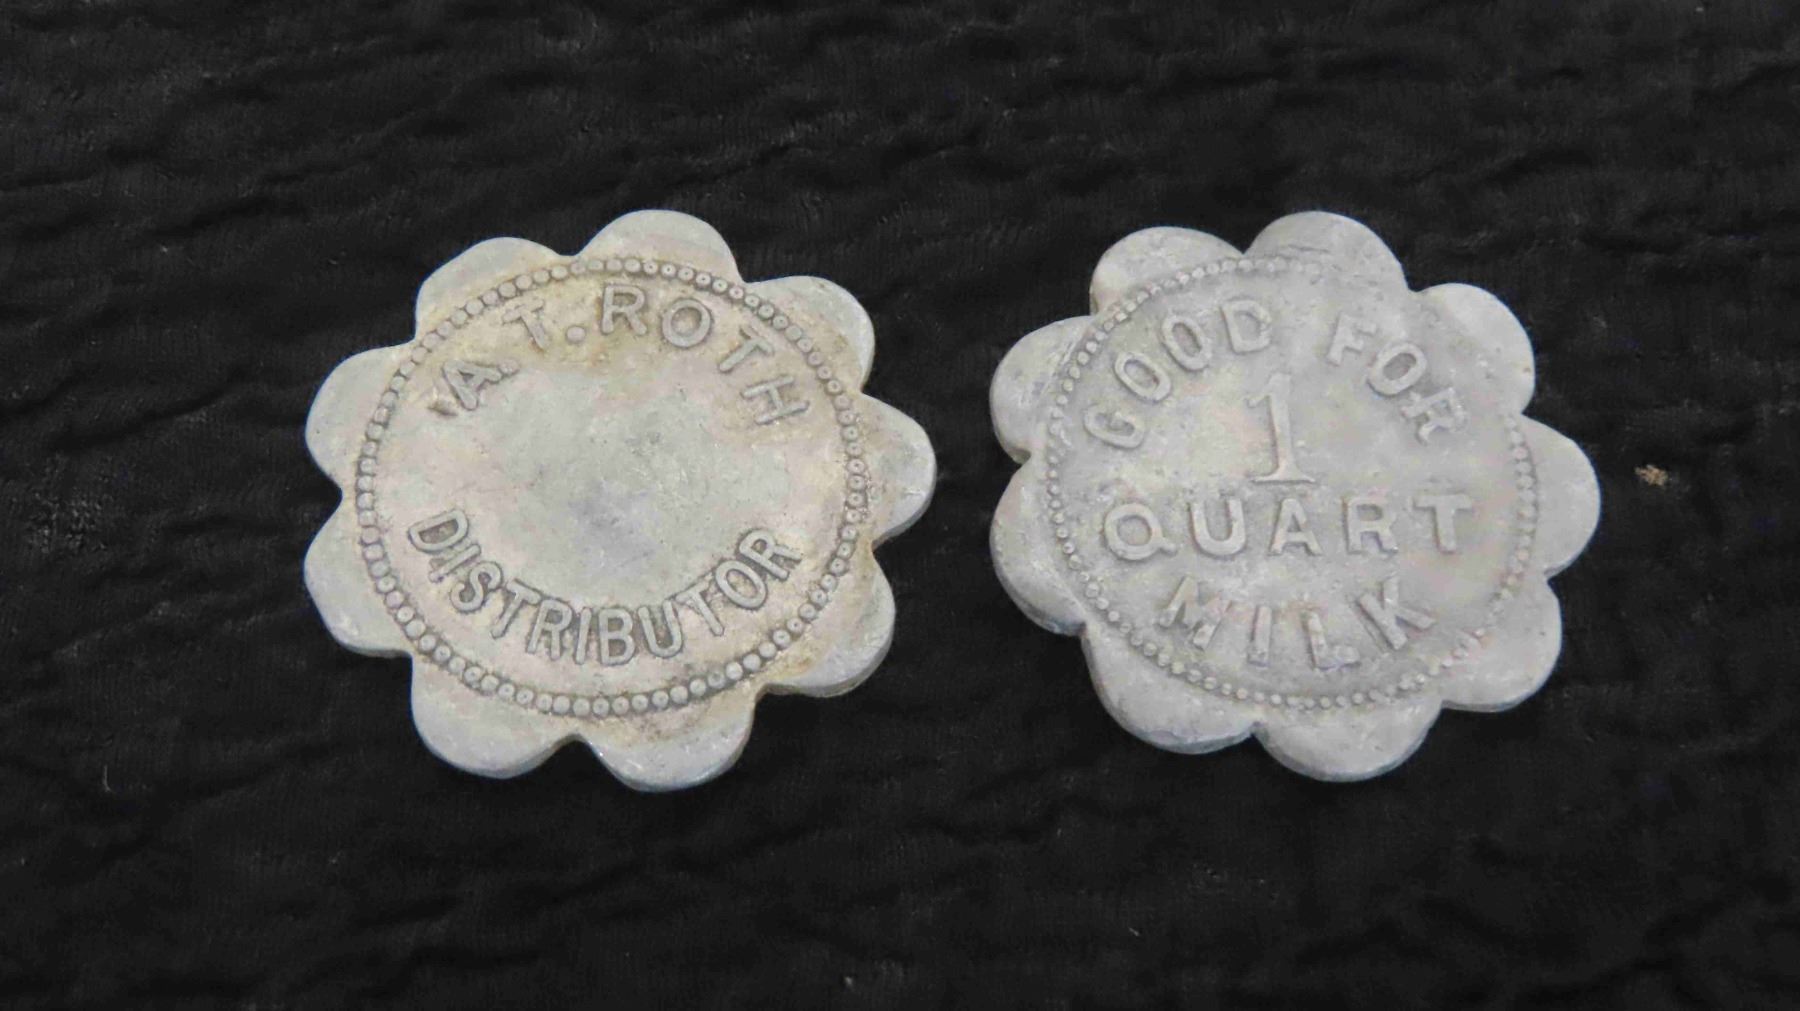 A. T. ROTH
DISTRIBUTOR
GOOD FOR
1
QUART
MILK